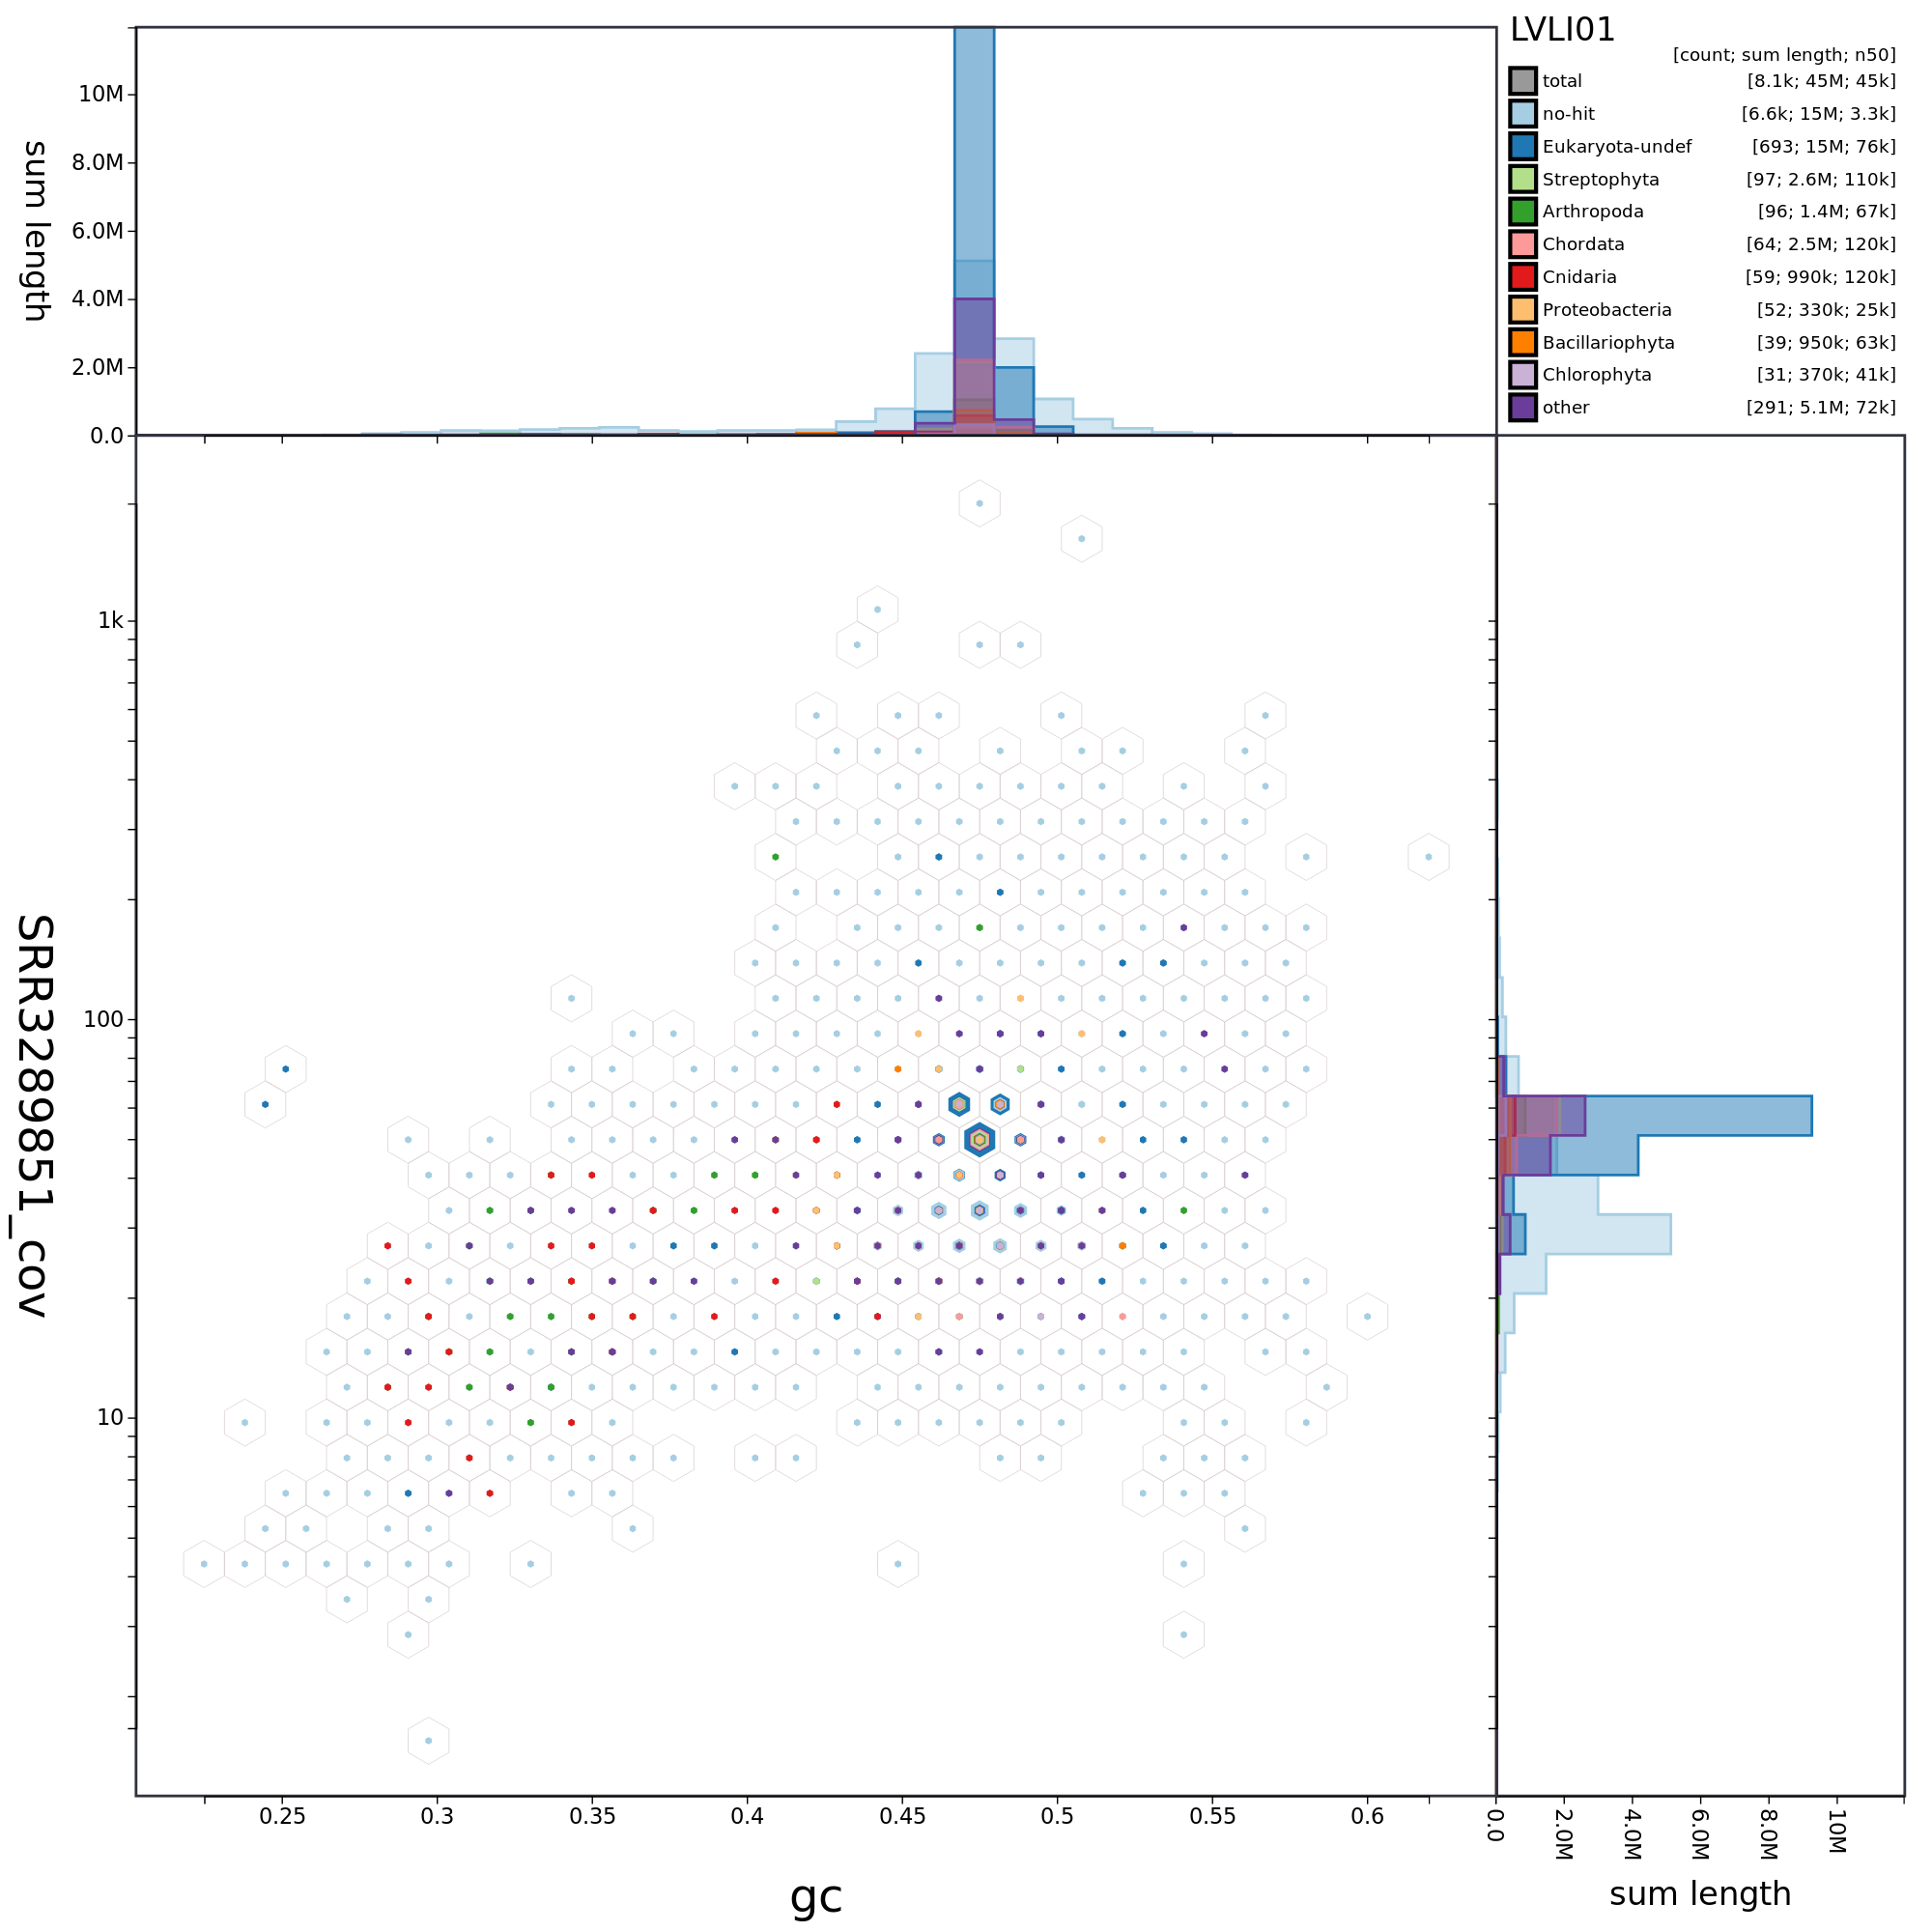 LVLI01
[count; sum length; n50]
total [8.1k; 45M; 45k]
no-hit [6.6k; 15M; 3.3k]
Eukaryota-undef [693; 15M; 76k]
Streptophyta [97; 2.6M; 110k]
Arthropoda [96; 1.4M; 67k]
Chordata [64; 2.5M; 120k]
Cnidaria [59; 990k; 120k]
Proteobacteria [52; 330k; 25k]
Bacillariophyta [39; 950k; 63k]
Chlorophyta [31; 370k; 41k]
other [291; 5.1M; 72k]
sum length
10M
8.0M
6.0M
4.0M
2.0M
0.0
SRR3289851_cov
1k
100
10
0.25 0.3 0.35 0.4 0.45 0.5 0.55 0.6
gc
0.0 2.0M 4.0M 6.0M 8.0M 10M
sum length